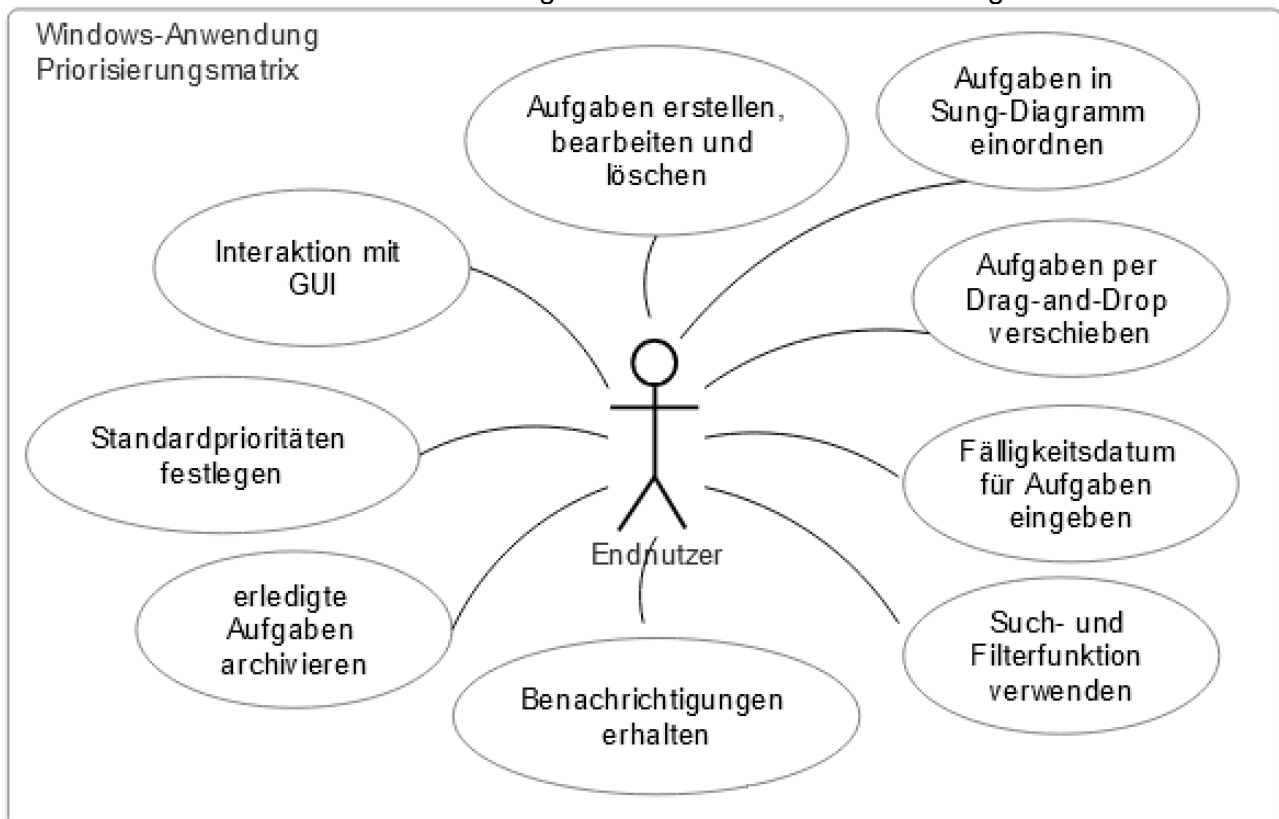 Windows-Anwendung
Priorisierungsmatrix
Aufgaben erstellen,
bearbeiten und
löschen
Aufgaben in
Sung-Diagramm
einordnen
Interaktion mit
GUI
Aufgaben per
Drag-and-Drop
verschieben
Standardprioritäten
festlegen
Fälligkeitsdatum
für Aufgaben
eingeben
Endnutzer
erledigte
Aufgaben
archivieren
Such- und
Filterfunktion
verwenden
Benachrichtigungen
erhalten